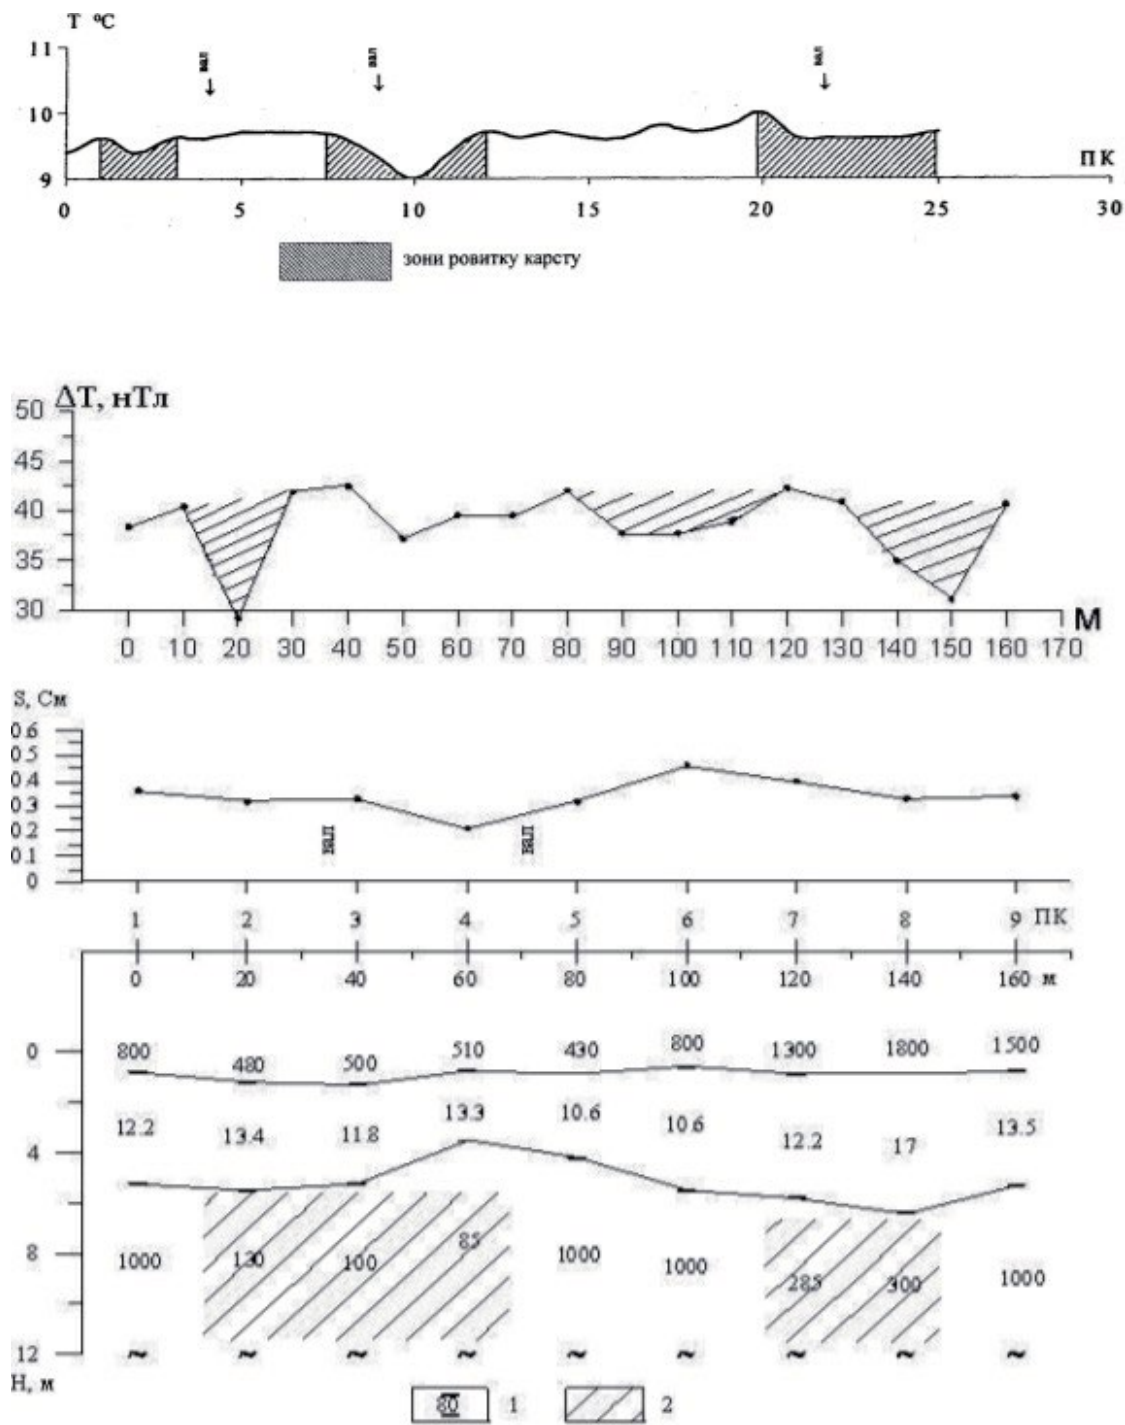 T ºC
11
вал вал вал
10
9
ПК
0 5 10 15 20 25 30
зони ровитку карсту
ΔT, нТл
50
45
40
35
30
М
0 10 20 30 40 50 60 70 80 90 100 110 120 130 140 150 160 170
S, См
0.6
0.5
0.4
0.3
0.2
0.1
0
вал вал
1 2 3 4 5 6 7 8 9 ПК
0 20 40 60 80 100 120 140 160 м
0 800 480 500 510 430 800 1300 1800 1500
12.2 13.4 11.8 13.3 10.6 10.6 12.2 17 13.5
4
8 1000 130 100 85 1000 1000 285 300 1000
12 ~ ~ ~ ~ ~ ~ ~ ~ ~
H, м
80 1 2